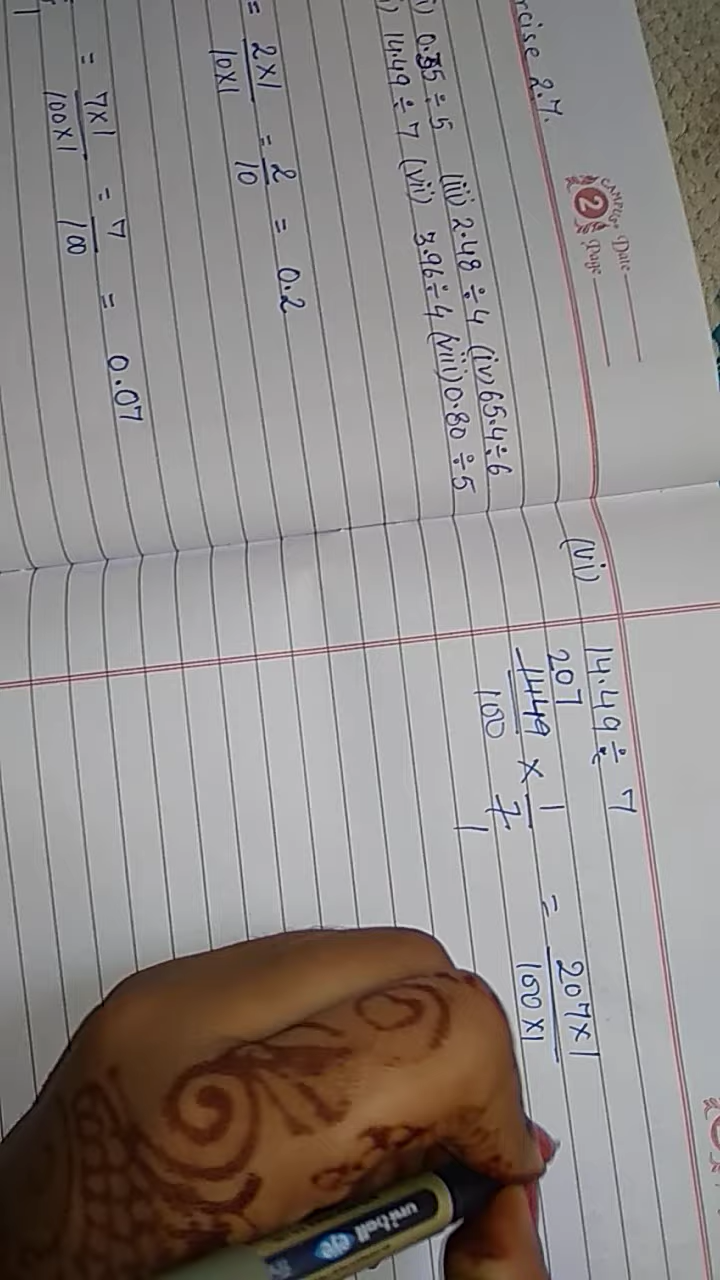 CAMPUS Date
2 Page
2.7.
0.35 ÷ 5 (iii) 2.48 ÷ 4 (iv) 65.4 ÷ 6
) 14.49 ÷ 7 (vii) 3.96 ÷ 4 (viii) 0.80 ÷ 5
= 2×1/10×1 = 2/10 = 0.2
= 7×1/100×1 = 7/100 = 0.07
(vi) 14.49 ÷ 7
207
1449/100 × 1/7 = 207×1/100×1
1
uniball eye